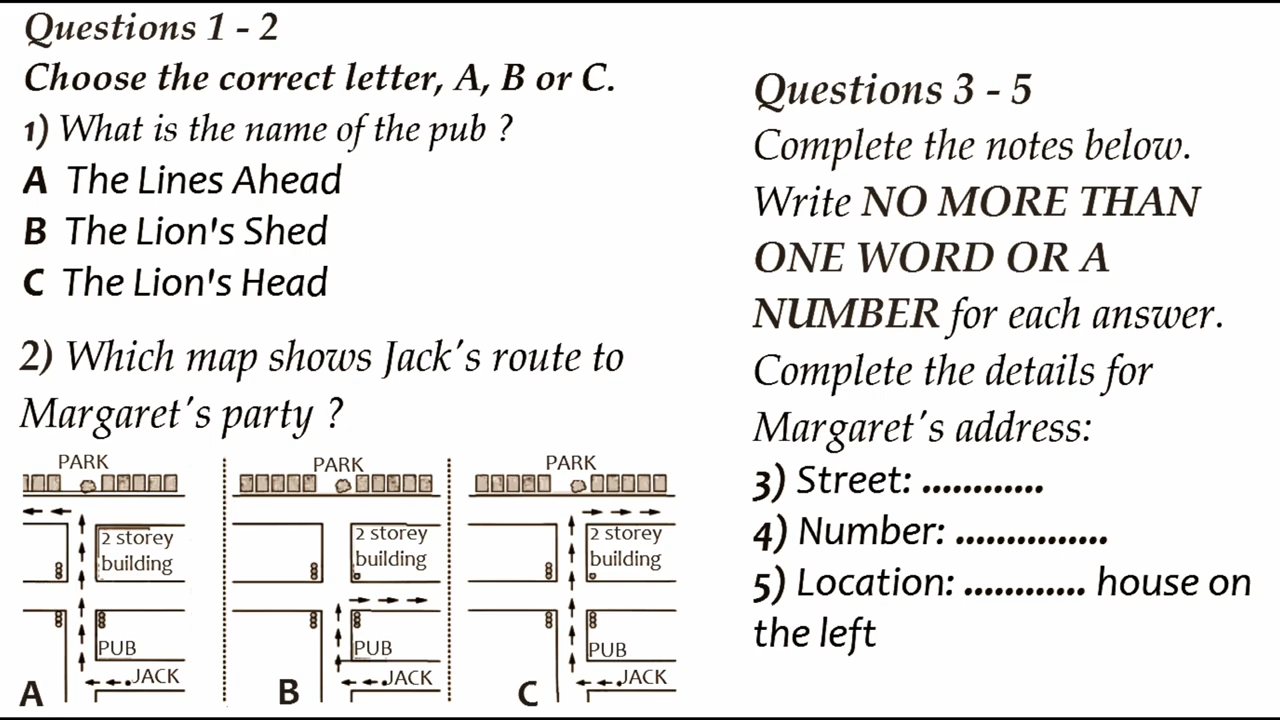 Questions 1 - 2
Choose the correct letter, A, B or C.
1) What is the name of the pub ?
A The Lines Ahead
B The Lion's Shed
C The Lion's Head
2) Which map shows Jack's route to
Margaret's party ?
PARK
2 storey
building
PUB
JACK
A
PARK
2 storey
building
PUB
JACK
B
PARK
2 storey
building
PUB
JACK
C
Questions 3 - 5
Complete the notes below.
Write NO MORE THAN
ONE WORD OR A
NUMBER for each answer.
Complete the details for
Margaret's address:
3) Street: ............
4) Number: ...............
5) Location: ............ house on
the left